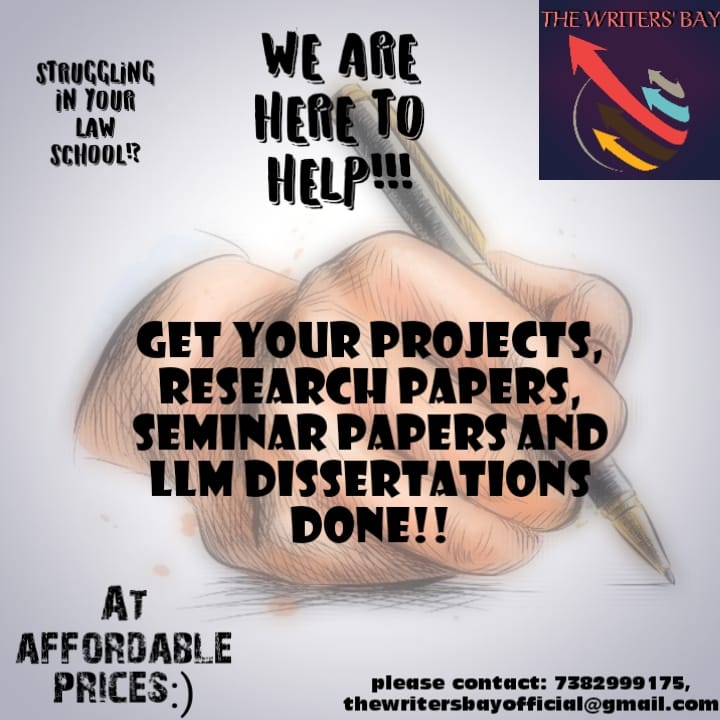 STRUGGLING
IN YOUR
LAW
SCHOOL!?
WE ARE
HERE TO
HELP!!!
THE WRITERS' BAY
GET YOUR PROJECTS,
RESEARCH PAPERS,
SEMINAR PAPERS AND
LLM DISSERTATIONS
DONE!!
At
AFFORDABLE
PRICES:)
please contact: 7382999175,
thewritersbayofficial@gmail.com